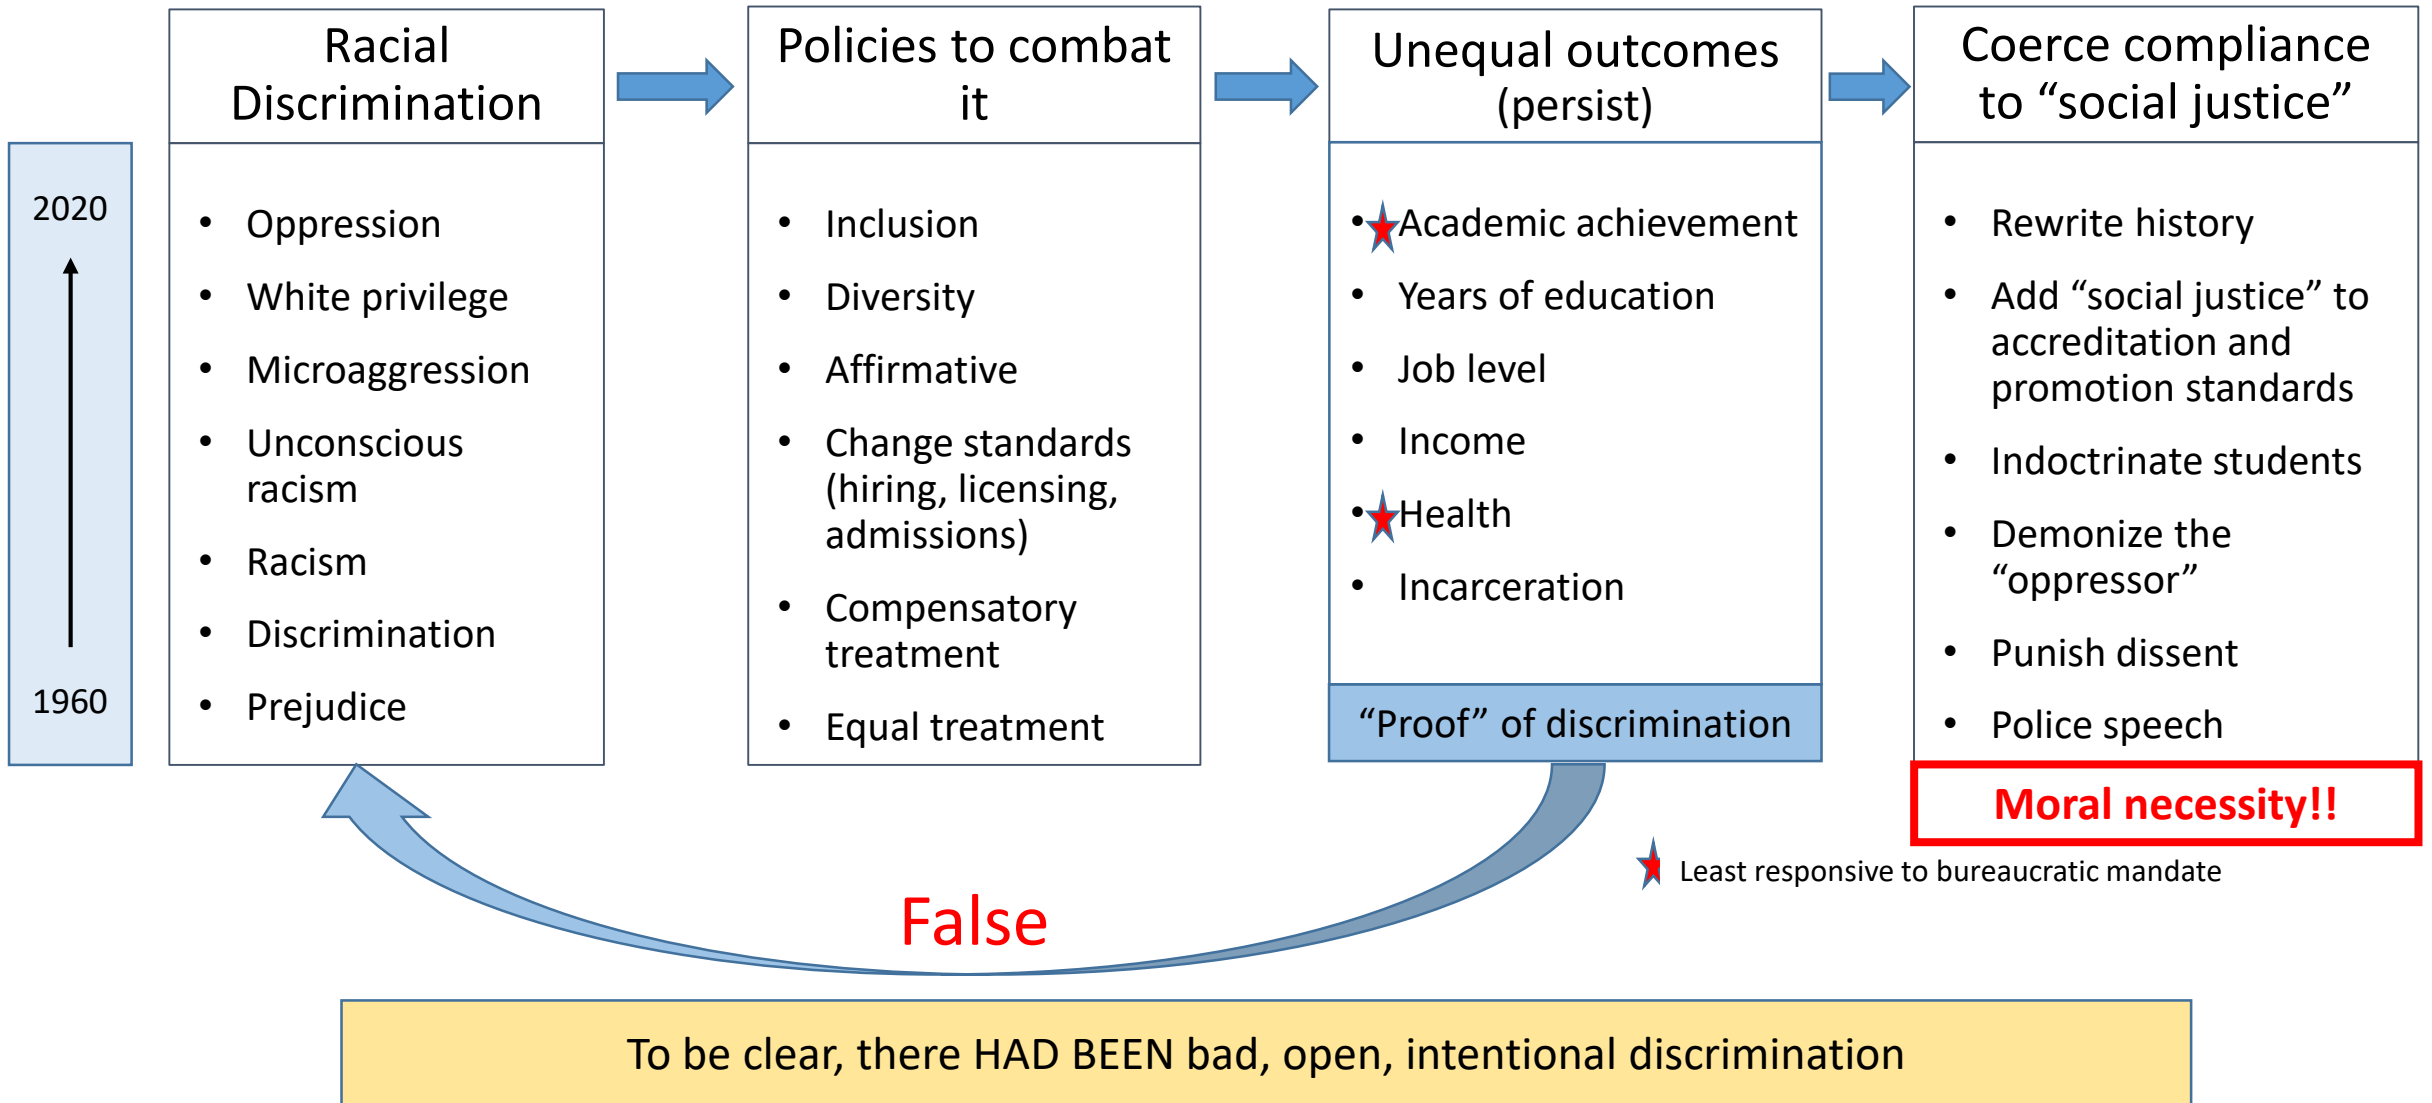 Racial
Discrimination
Policies to combat
it
Unequal outcomes
(persist)
Coerce compliance
to “social justice”
2020
1960
• Oppression
• White privilege
• Microaggression
• Unconscious
racism
• Racism
• Discrimination
• Prejudice
• Inclusion
• Diversity
• Affirmative
• Change standards
(hiring, licensing,
admissions)
• Compensatory
treatment
• Equal treatment
• Academic achievement
• Years of education
• Job level
• Income
• Health
• Incarceration
“Proof” of discrimination
• Rewrite history
• Add “social justice” to
accreditation and
promotion standards
• Indoctrinate students
• Demonize the
“oppressor”
• Punish dissent
• Police speech
Moral necessity!!
Least responsive to bureaucratic mandate
False
To be clear, there HAD BEEN bad, open, intentional discrimination